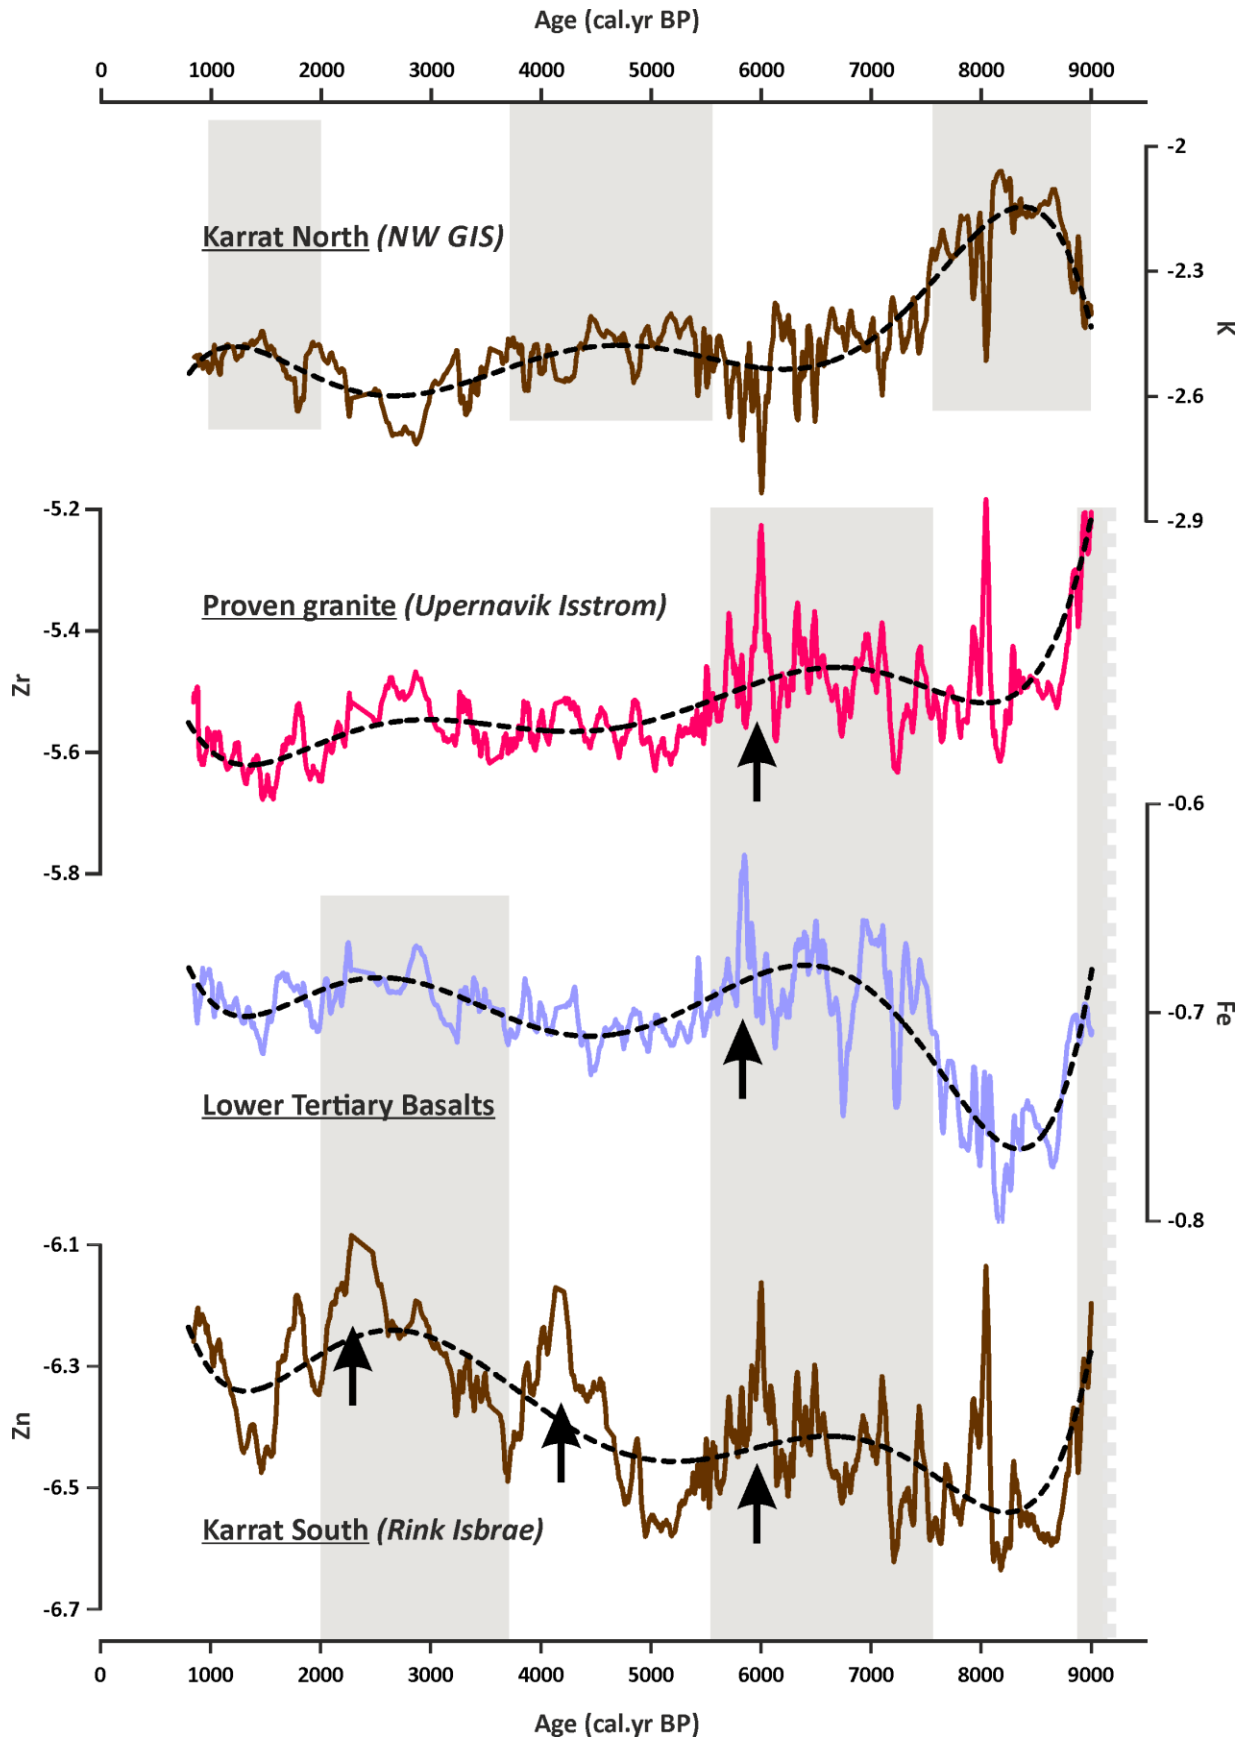 Age (cal.yr BP)
0 1000 2000 3000 4000 5000 6000 7000 8000 9000
-2
-2.3
K
-2.6
-2.9
Karrat North (NW GIS)
-5.2
-5.4
Zr
-5.6
-5.8
Proven granite (Upernavik Isstrom)
-0.6
-0.7
Fe
-0.8
Lower Tertiary Basalts
-6.1
-6.3
Zn
-6.5
-6.7
Karrat South (Rink Isbrae)
0 1000 2000 3000 4000 5000 6000 7000 8000 9000
Age (cal.yr BP)